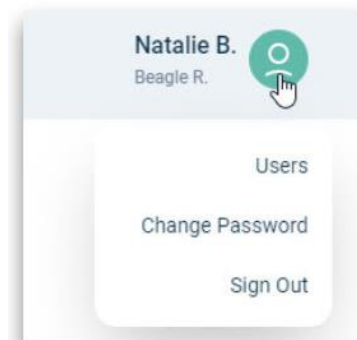 Natalie B.
Beagle R.
Users
Change Password
Sign Out